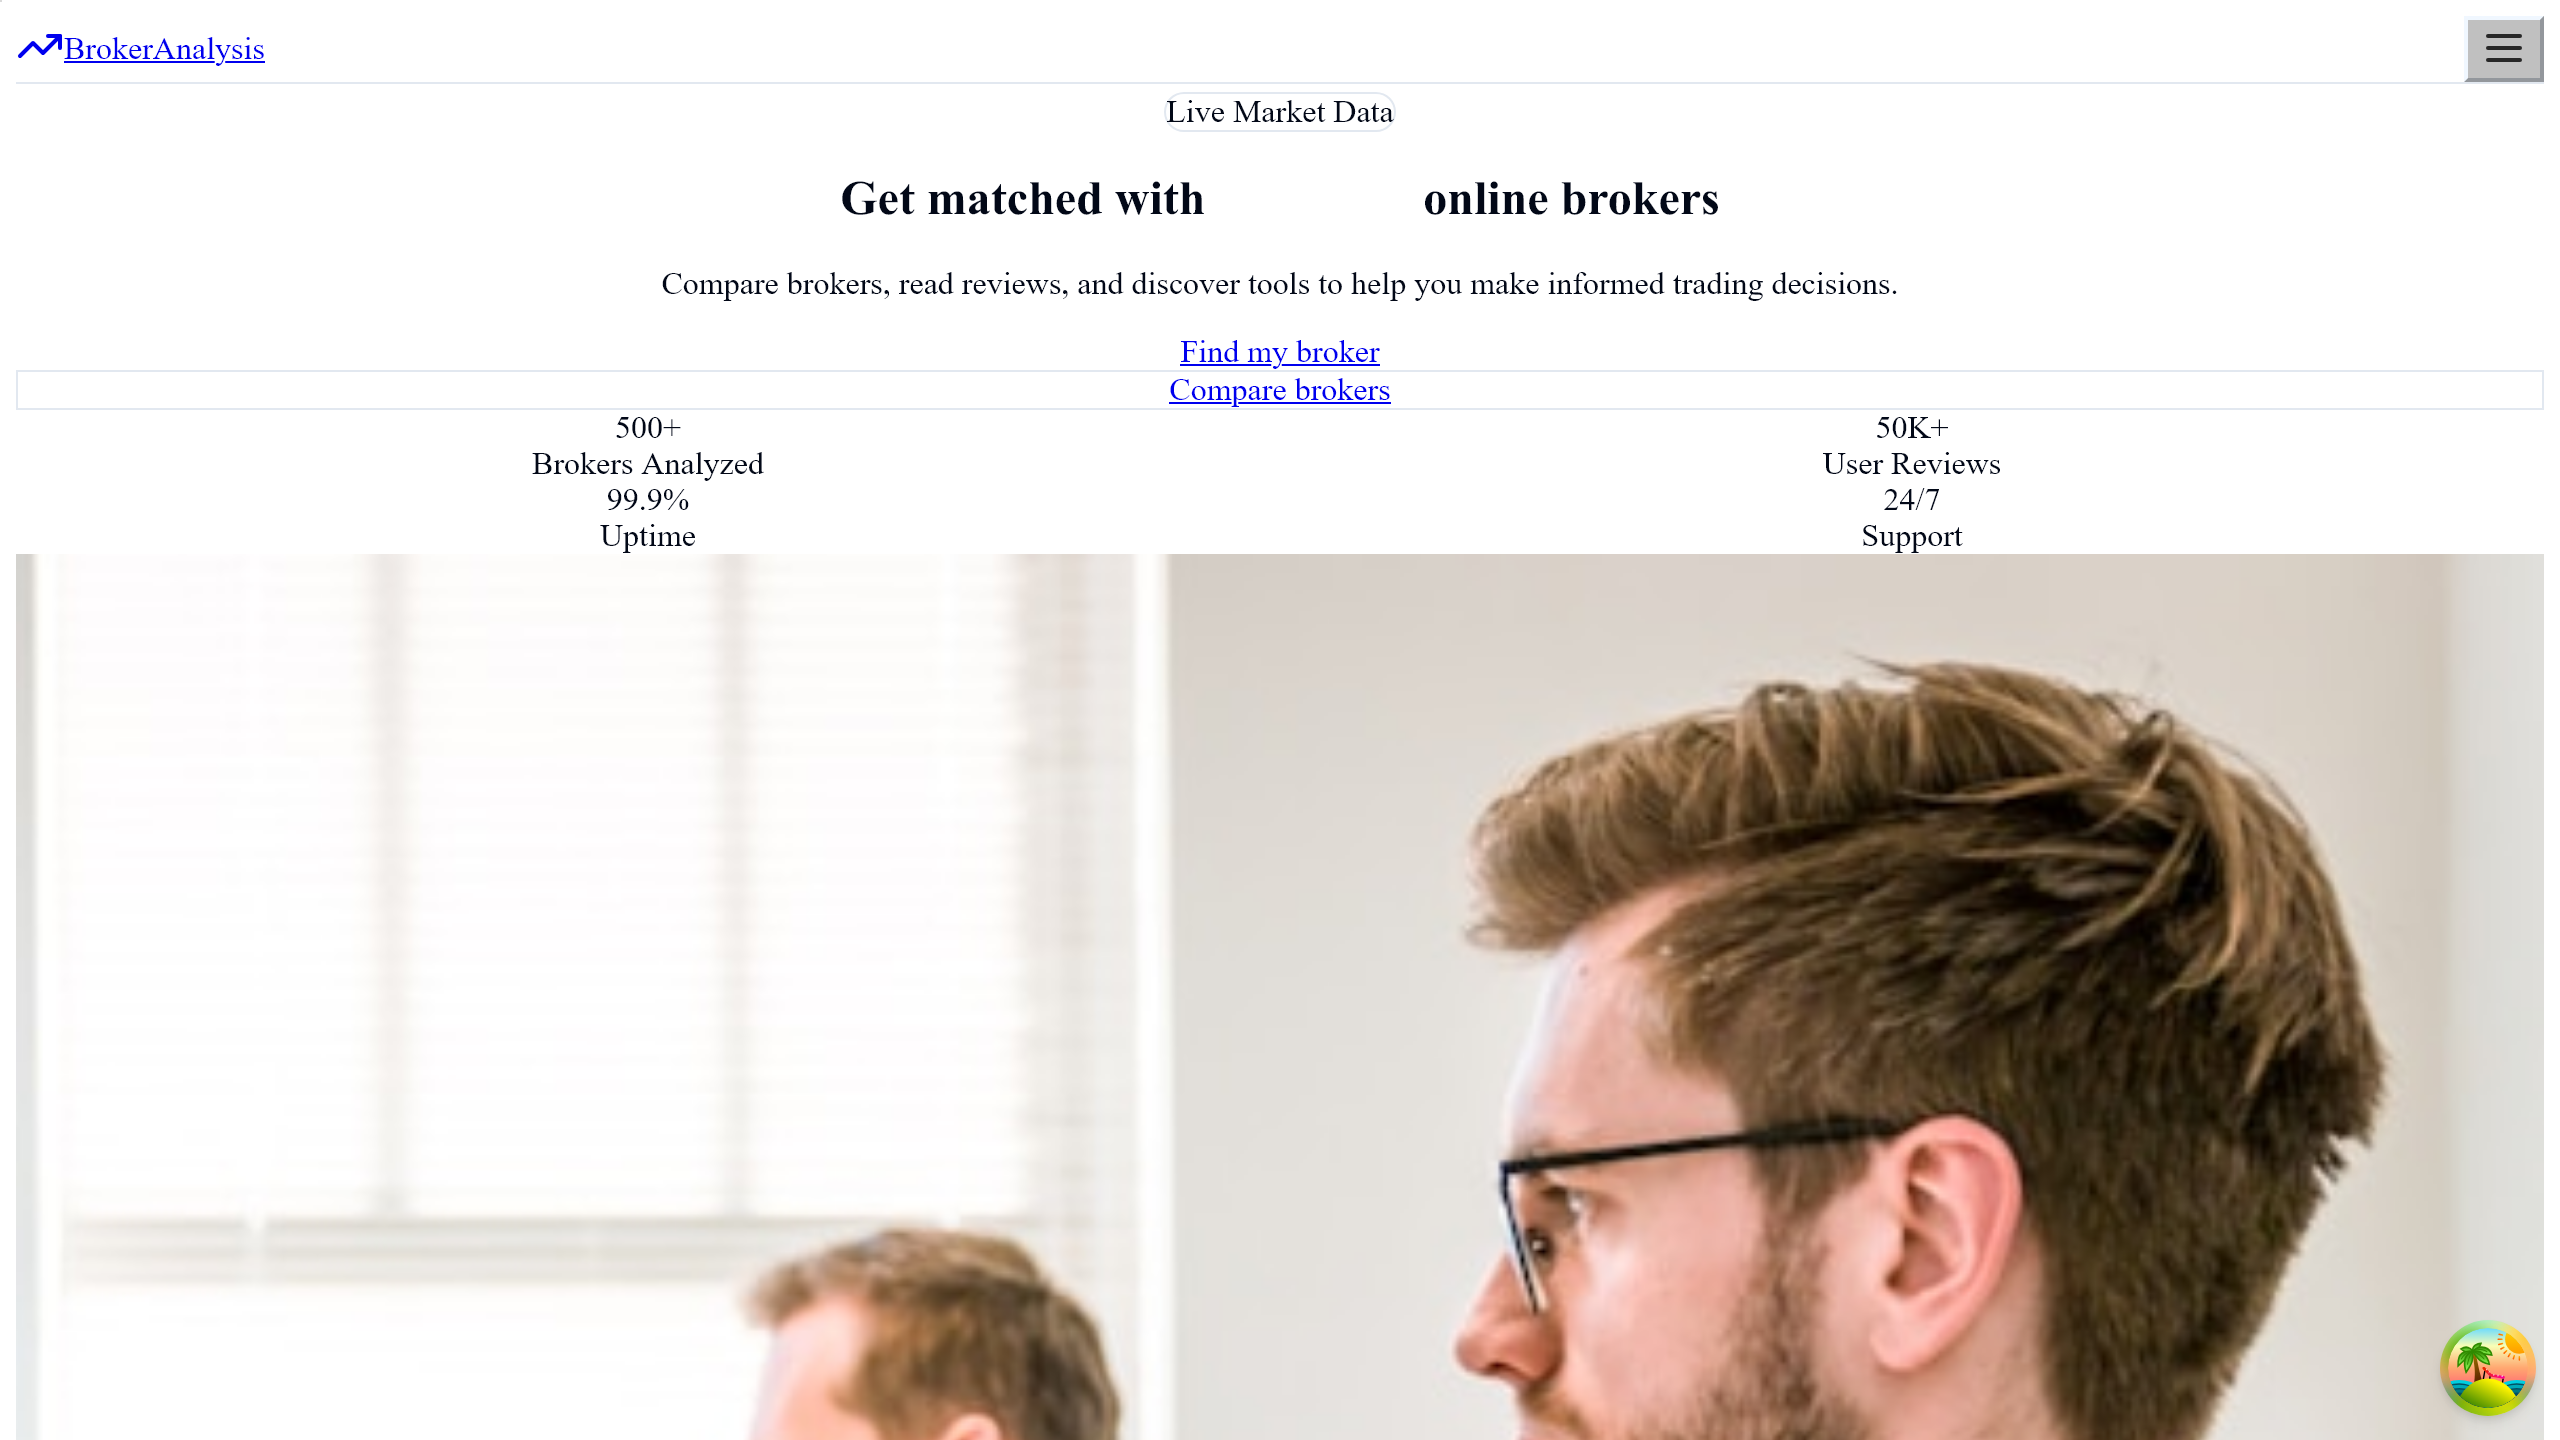 BrokerAnalysis
Live Market Data
Get matched with online brokers
Compare brokers, read reviews, and discover tools to help you make informed trading decisions.
Find my broker
Compare brokers
500+
Brokers Analyzed
50K+
User Reviews
99.9%
Uptime
24/7
Support